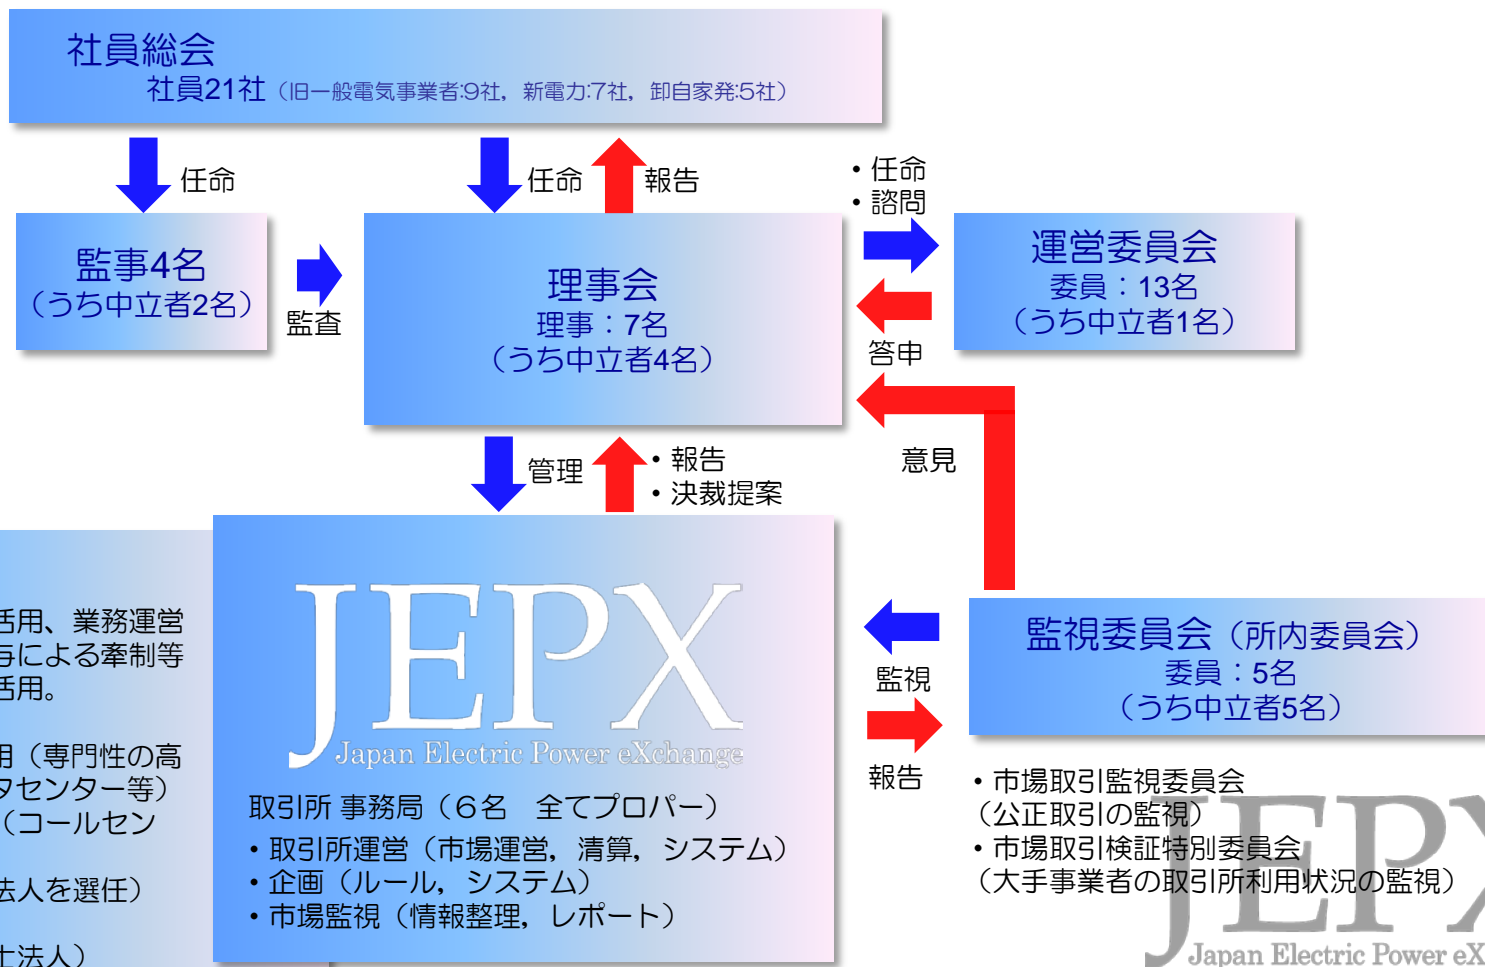 社員総会
社員21社（旧一般電気事業者:9社，新電力:7社，卸自家発:5社）
任命
任命
報告
・任命
・諮問
監事4名
（うち中立者2名）
監査
理事会
理事：7名
（うち中立者4名）
運営委員会
委員：13名
（うち中立者1名）
答申
意見
管理
・報告
・決裁提案
活用、業務運営
与による牽制等
活用。
用（専門性の高
タセンター等）
（コールセン
法人を選任）
士法人）
JEPX
Japan Electric Power eXchange
取引所 事務局（６名　全てプロパー）
・取引所運営（市場運営，清算，システム）
・企画（ルール，システム）
・市場監視（情報整理，レポート）
監視
報告
監視委員会（所内委員会）
委員：5名
（うち中立者5名）
・市場取引監視委員会
（公正取引の監視）
・市場取引検証特別委員会
（大手事業者の取引所利用状況の監視）
JEPX
Japan Electric Power eX